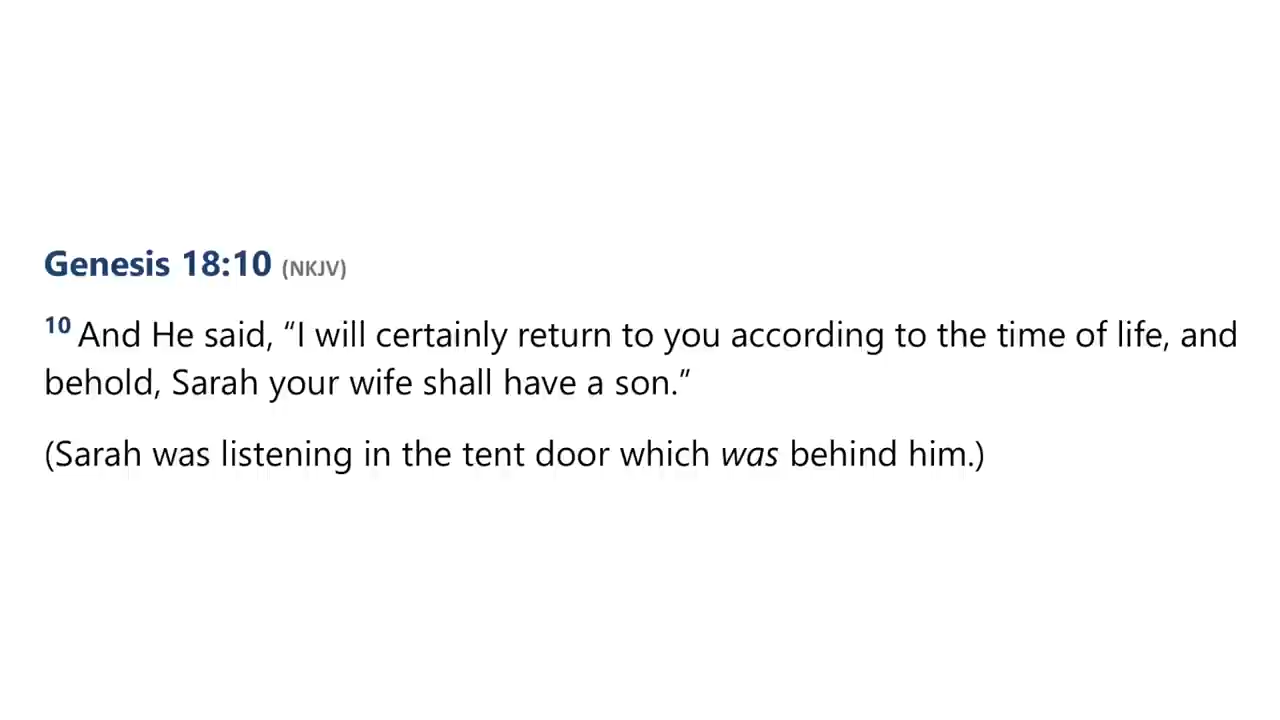 Genesis 18:10 (NKJV)
10 And He said, “I will certainly return to you according to the time of life, and
behold, Sarah your wife shall have a son.”
(Sarah was listening in the tent door which was behind him.)